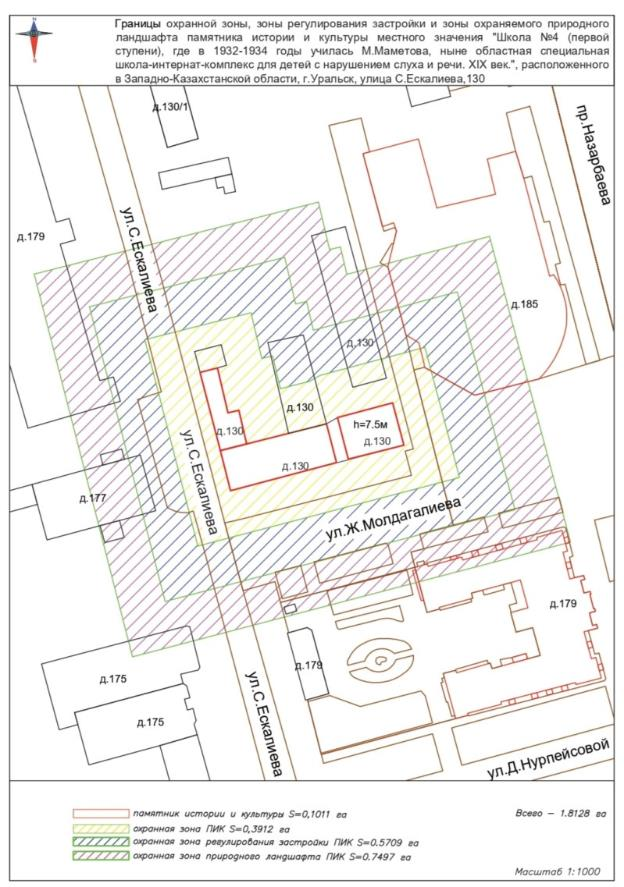 Границы охранной зоны, зоны регулирования застройки и зоны охраняемого природного
ландшафта памятника истории и культуры местного значения "Школа №4 (первой
ступени), где в 1932-1934 годы училась М.Маметова, ныне областная специальная
школа-интернат-комплекс для детей с нарушением слуха и речи. XIX век.", расположенного
в Западно-Казахстанской области, г.Уральск, улица С.Ескалиева,130
д.130/1
пр.Назарбаева
ул.С.Ескалиева
д.179
д.185
д.130
д.130
h=7.5м
д.130
д.130
д.130
ул.С.Ескалиева
д.177
ул.Ж.Молдагалиева
д.179
д.179
д.175
д.175
ул.С.Ескалиева
ул.Д.Нурпейсовой
памятник истории и культуры S=0,1011 га
Всего – 1.8128 га
охранная зона ПИК S=0,3912 га
охранная зона регулирования застройки ПИК S=0.5709 га
охранная зона природного ландшафта ПИК S=0.7497 га
Масштаб 1:1000